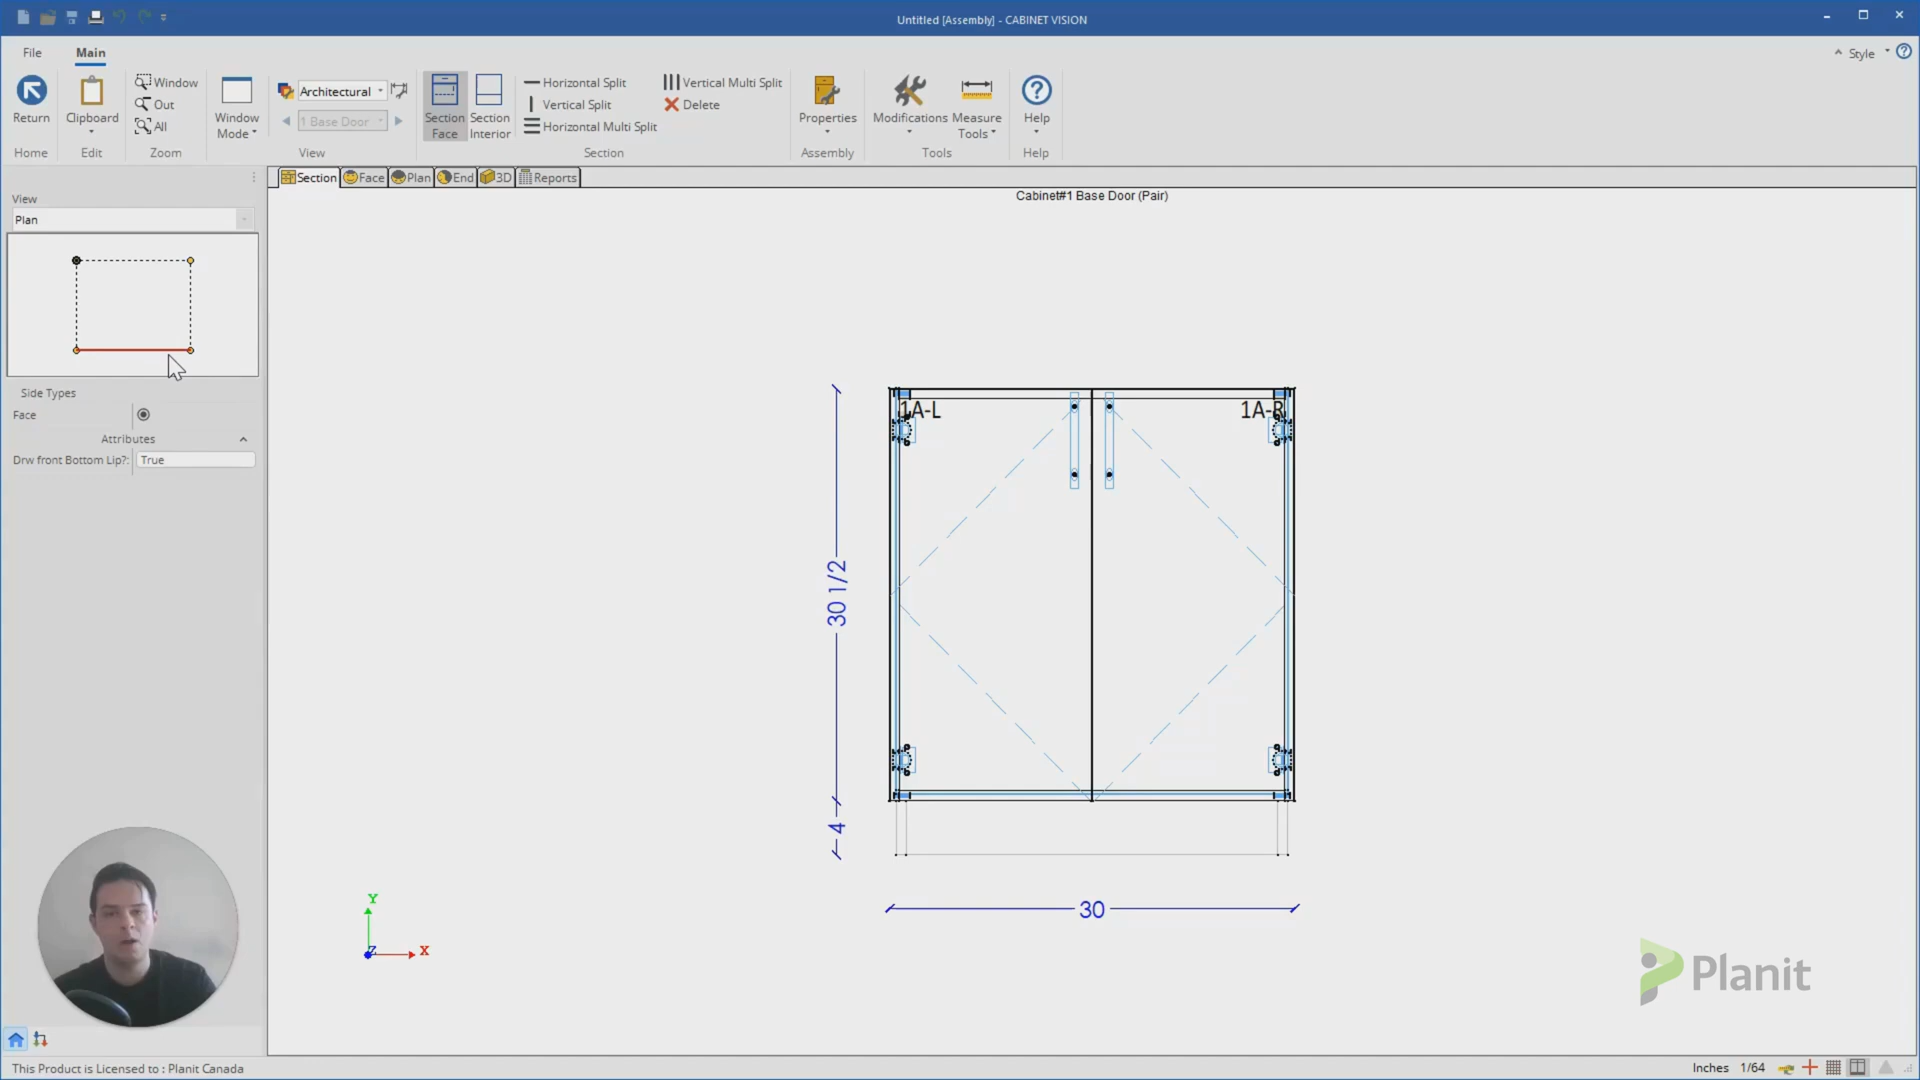 Untitled [Assembly] - CABINET VISION
File
Main
Style
Return
Clipboard
Window
Out
All
Window
Mode
Architectural
1 Base Door
Section
Face
Section
Interior
Horizontal Split
Vertical Split
Horizontal Multi Split
Vertical Multi Split
Delete
Properties
Modifications
Measure
Tools
Help
Home
Edit
Zoom
View
Section
Assembly
Tools
Help
Section
Face
Plan
End
3D
Reports
View
Plan
Side Types
Face
Attributes
Drw front Bottom Lip?:
True
Cabinet#1 Base Door (Pair)
1A-L
1A-R
30 1/2
4
30
Y
Z
X
Planit
This Product is Licensed to : Planit Canada
Inches
1/64